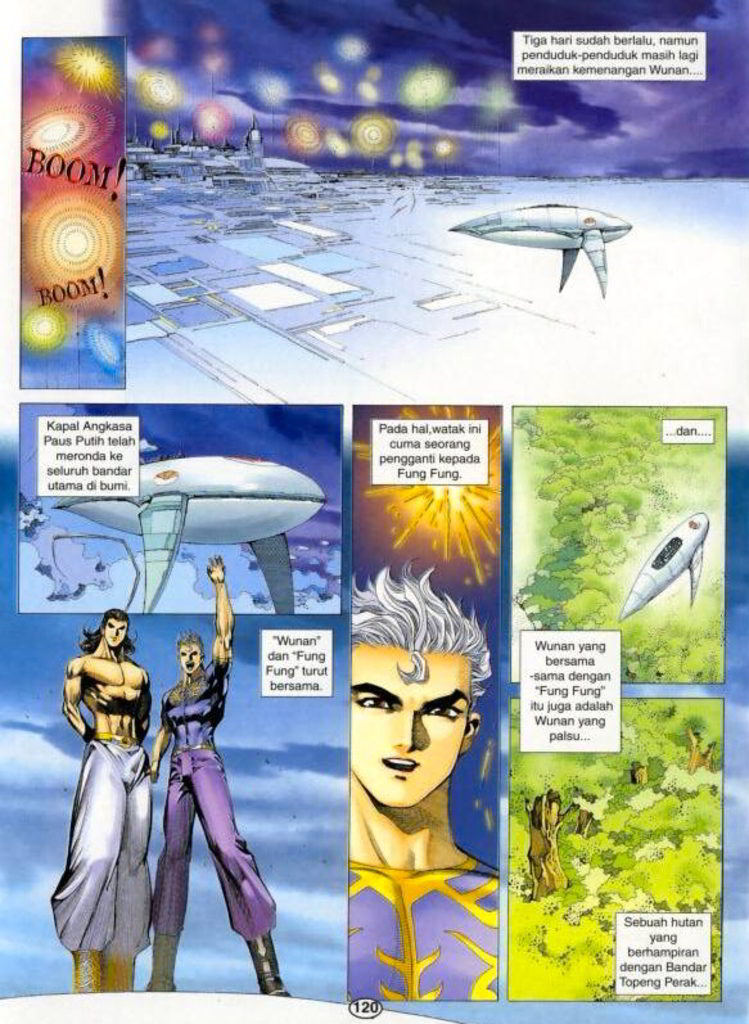 Tiga hari sudah berlalu, namun
penduduk-penduduk masih lagi
meraikan kemenangan Wunan....
BOOM!
BOOM!
Kapal Angkasa
Paus Putih telah
meronda ke
seluruh bandar
utama di bumi.
"Wunan"
dan "Fung
Fung" turut
bersama.
Pada hal,watak ini
cuma seorang
pengganti kepada
Fung Fung.
...dan....
Wunan yang
bersama
-sama dengan
"Fung Fung"
itu juga adalah
Wunan yang
palsu...
Sebuah hutan
yang
berhampiran
dengan Bandar
Topeng Perak...
120